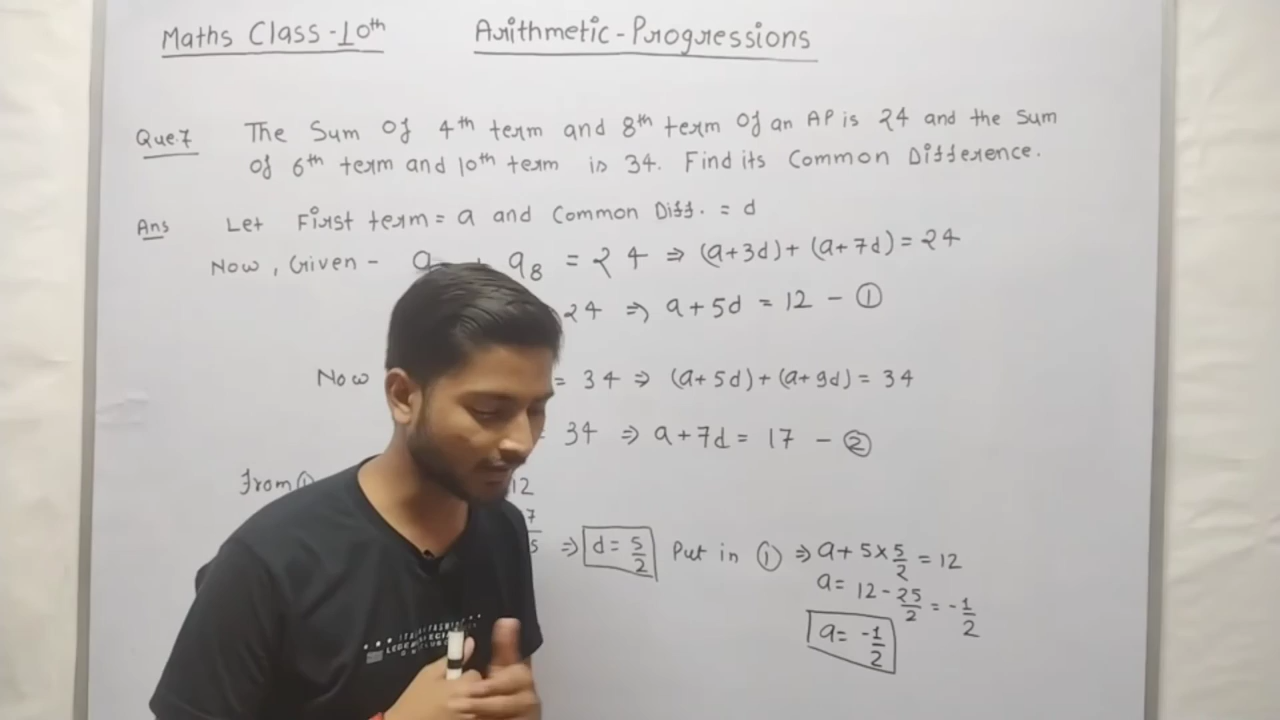 Maths Class -10th Arithmetic-Progressions
Que.7 The Sum Of 4th term and 8th term Of an AP is 24 and the Sum
of 6th term and 10th term is 34. Find its Common Difference.
Ans Let First term = a and Common Diff. = d
Now, Given - a₈ = 24 ⇒ (a+3d) + (a+7d) = 24
24 ⇒ a+5d = 12 - ①
Now = 34 ⇒ (a+5d)+(a+9d) = 34
34 ⇒ a+7d = 17 - ②
From ① 12
7
5 ⇒ d = 5/2 Put in ① ⇒ a + 5×5/2 = 12
a = 12 - 25/2 = -1/2
a = -1/2